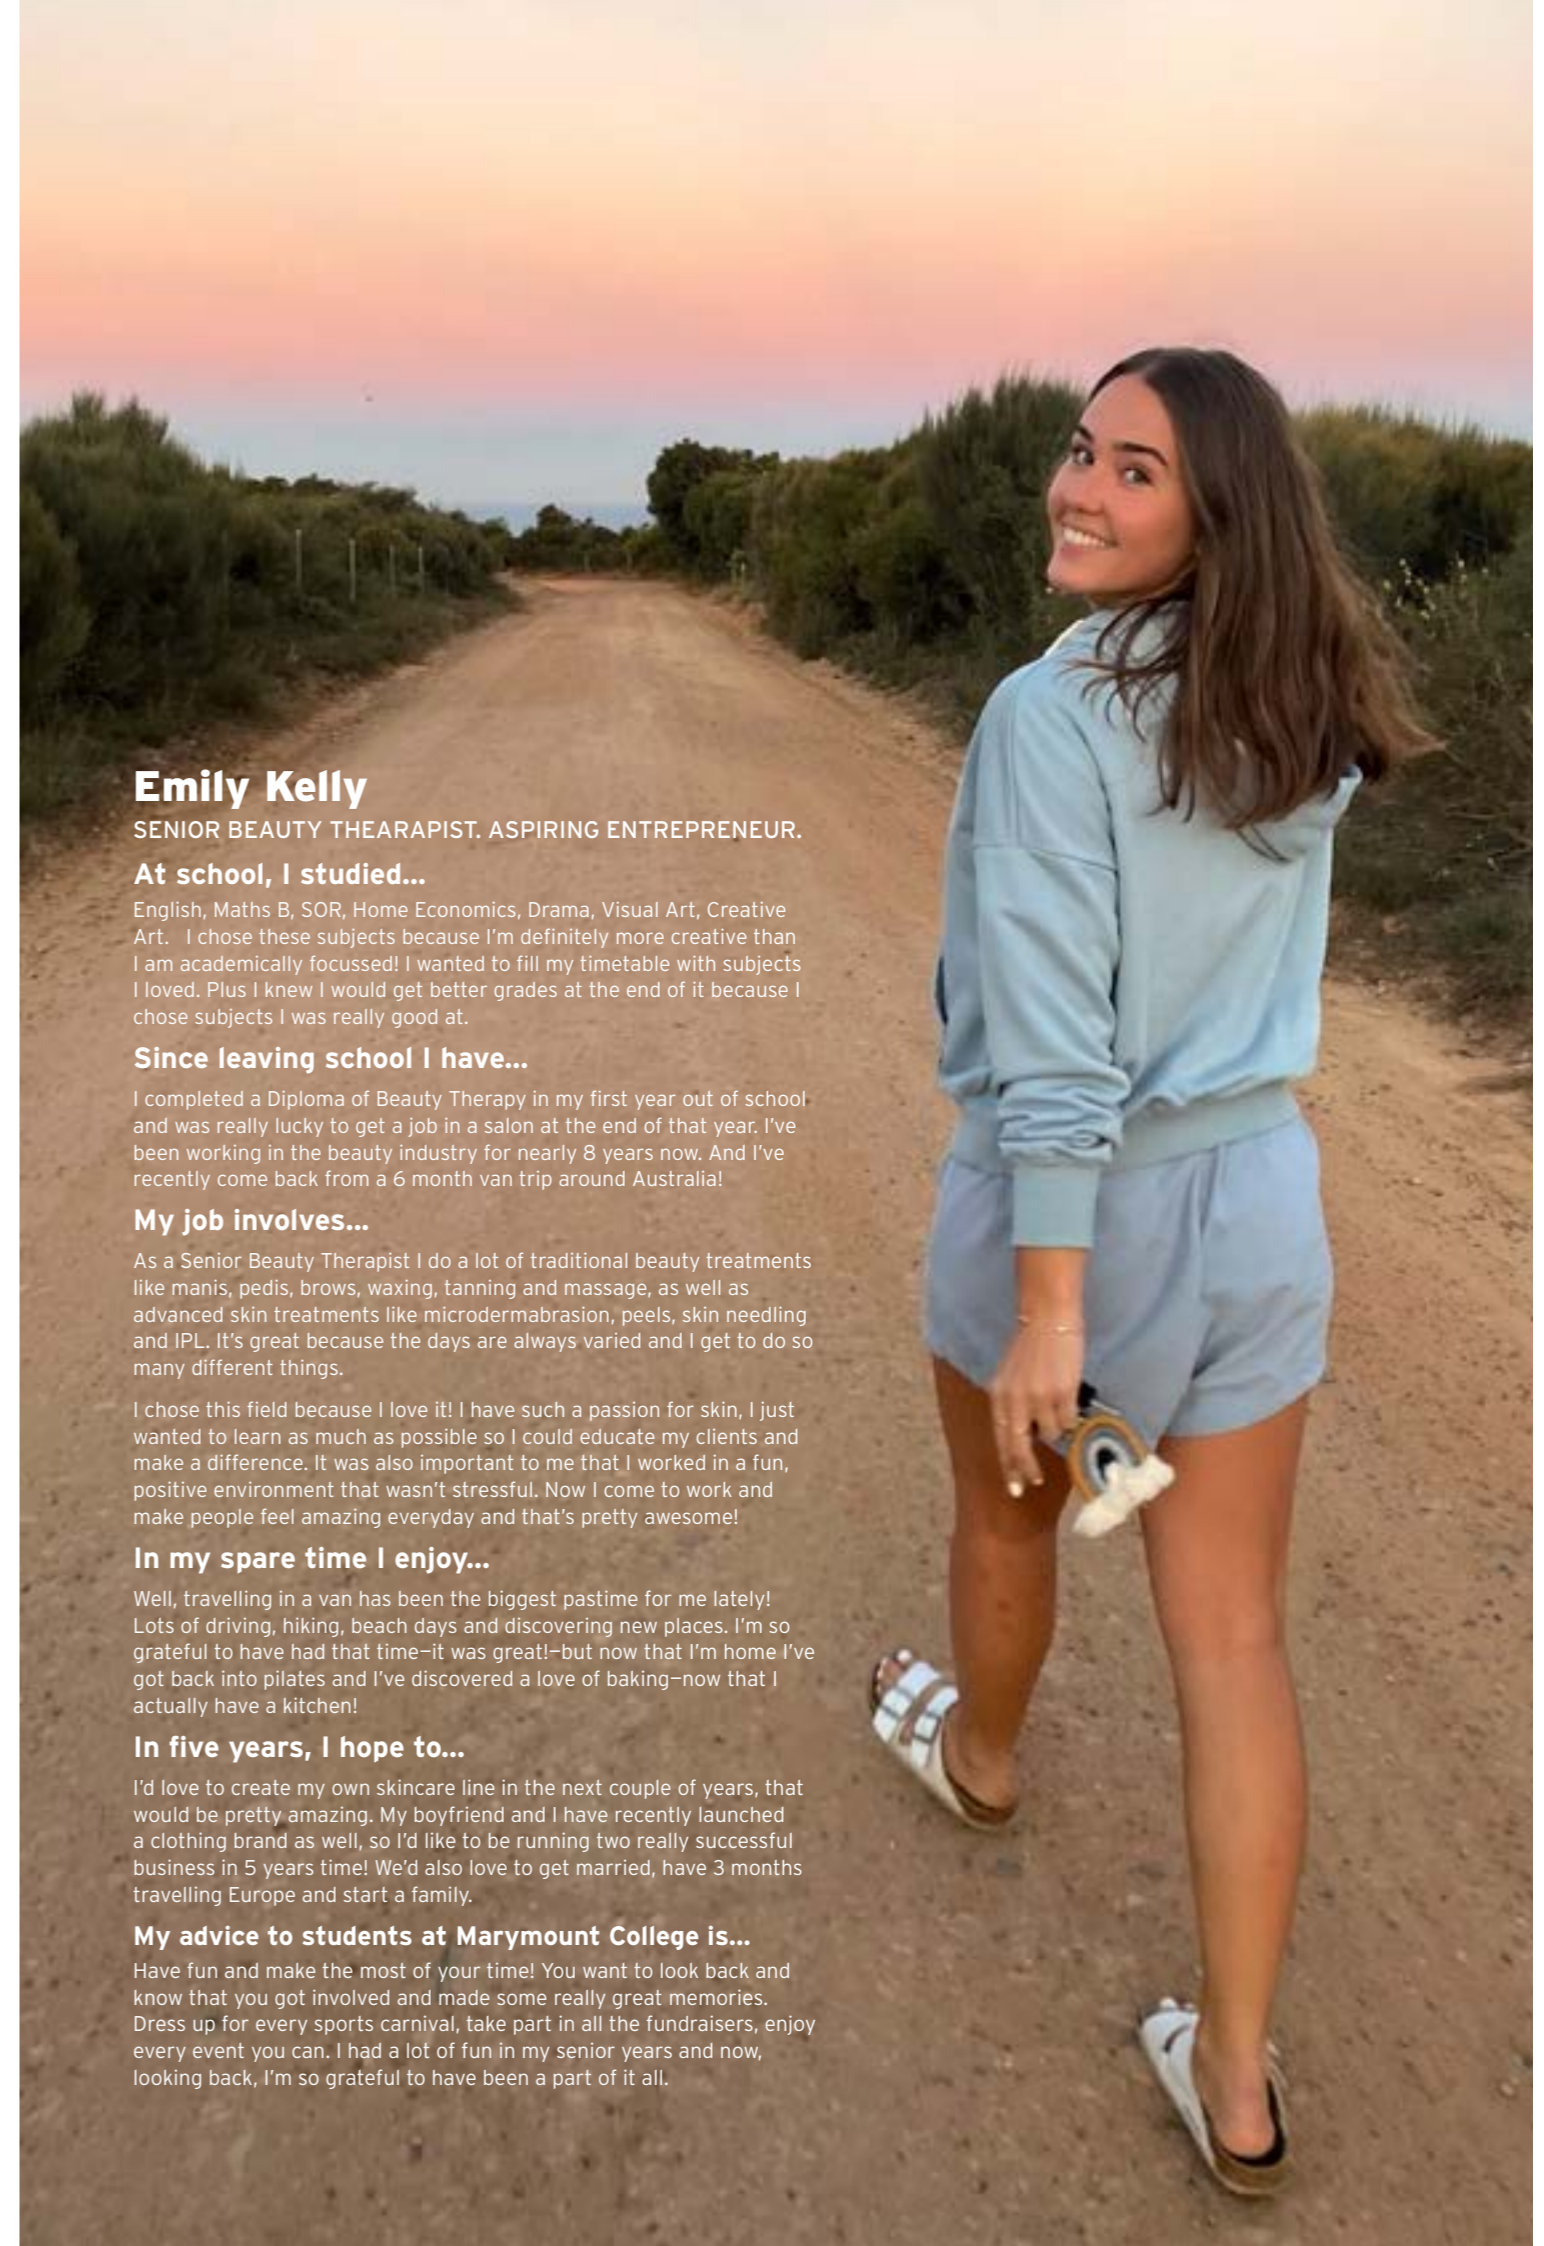 Emily Kelly
SENIOR BEAUTY THEARAPIST. ASPIRING ENTREPRENEUR.
At school, I studied...
English, Maths B, SOR, Home Economics, Drama, Visual Art, Creative
Art.   I chose these subjects because I'm definitely more creative than
I am academically focussed! I wanted to fill my timetable with subjects
I loved. Plus I knew I would get better grades at the end of it because I
chose subjects I was really good at.
Since leaving school I have...
I completed a Diploma of Beauty Therapy in my first year out of school
and was really lucky to get a job in a salon at the end of that year. I've
been working in the beauty industry for nearly 8 years now. And I've
recently come back from a 6 month van trip around Australia!
My job involves...
As a Senior Beauty Therapist I do a lot of traditional beauty treatments
like manis, pedis, brows, waxing, tanning and massage, as well as
advanced skin treatments like microdermabrasion, peels, skin needling
and IPL. It's great because the days are always varied and I get to do so
many different things.
I chose this field because I love it! I have such a passion for skin, I just
wanted to learn as much as possible so I could educate my clients and
make a difference. It was also important to me that I worked in a fun,
positive environment that wasn't stressful. Now I come to work and
make people feel amazing everyday and that's pretty awesome!
In my spare time I enjoy...
Well, travelling in a van has been the biggest pastime for me lately!
Lots of driving, hiking, beach days and discovering new places. I'm so
grateful to have had that time—it was great!—but now that I'm home I've
got back into pilates and I've discovered a love of baking—now that I
actually have a kitchen!
In five years, I hope to...
I'd love to create my own skincare line in the next couple of years, that
would be pretty amazing. My boyfriend and I have recently launched
a clothing brand as well, so I'd like to be running two really successful
business in 5 years time! We'd also love to get married, have 3 months
travelling Europe and start a family.
My advice to students at Marymount College is...
Have fun and make the most of your time! You want to look back and
know that you got involved and made some really great memories.
Dress up for every sports carnival, take part in all the fundraisers, enjoy
every event you can. I had a lot of fun in my senior years and now,
looking back, I'm so grateful to have been a part of it all.